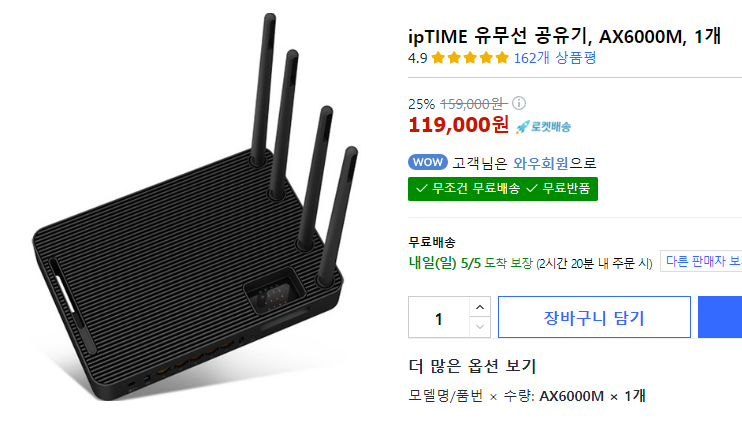 ipTIME 유무선 공유기, AX6000M, 1개
4.9 162개 상품평
25% 159,000원
119,000원 로켓배송
WOW 고객님은 와우회원으로
무조건 무료배송 무료반품
무료배송
내일(일) 5/5 도착 보장 (2시간 20분 내 주문 시) 다른 판매자 보
1 장바구니 담기
더 많은 옵션 보기
모델명/품번 × 수량: AX6000M × 1개